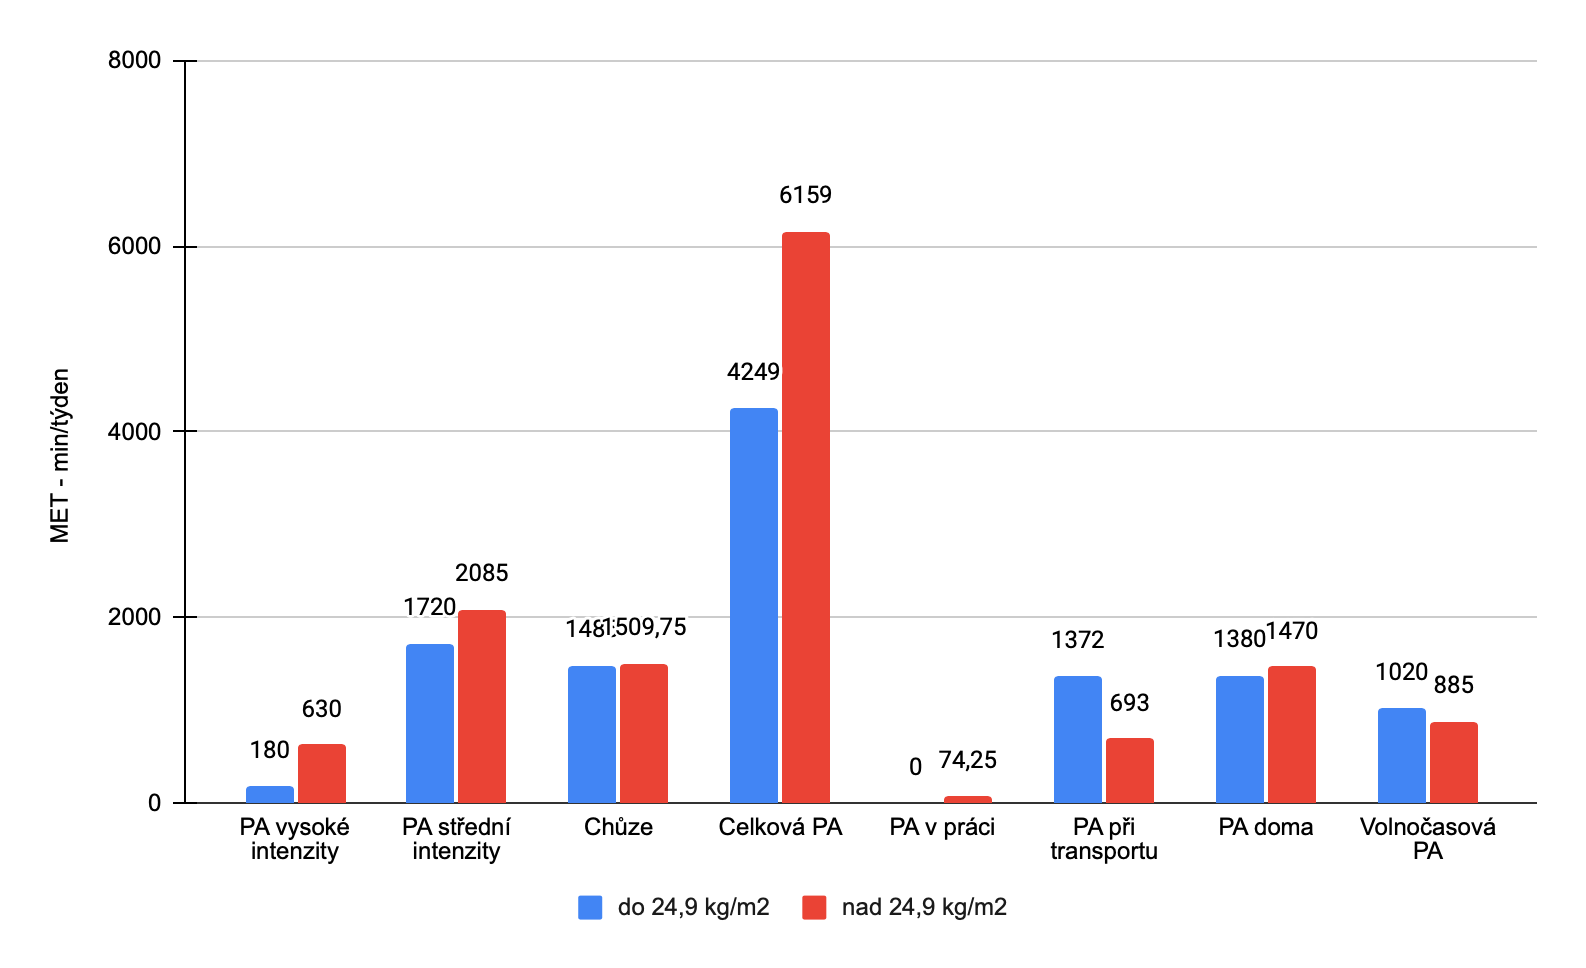 8000
6000
4000
2000
0
MET - min/týden
180
630
1720
2085
1509,75
4249
6159
0
74,25
1372
693
1380
1470
1020
885
PA vysoké
intenzity
PA střední
intenzity
Chůze
Celková PA
PA v práci
PA při
transportu
PA doma
Volnočasová
PA
do 24,9 kg/m2
nad 24,9 kg/m2